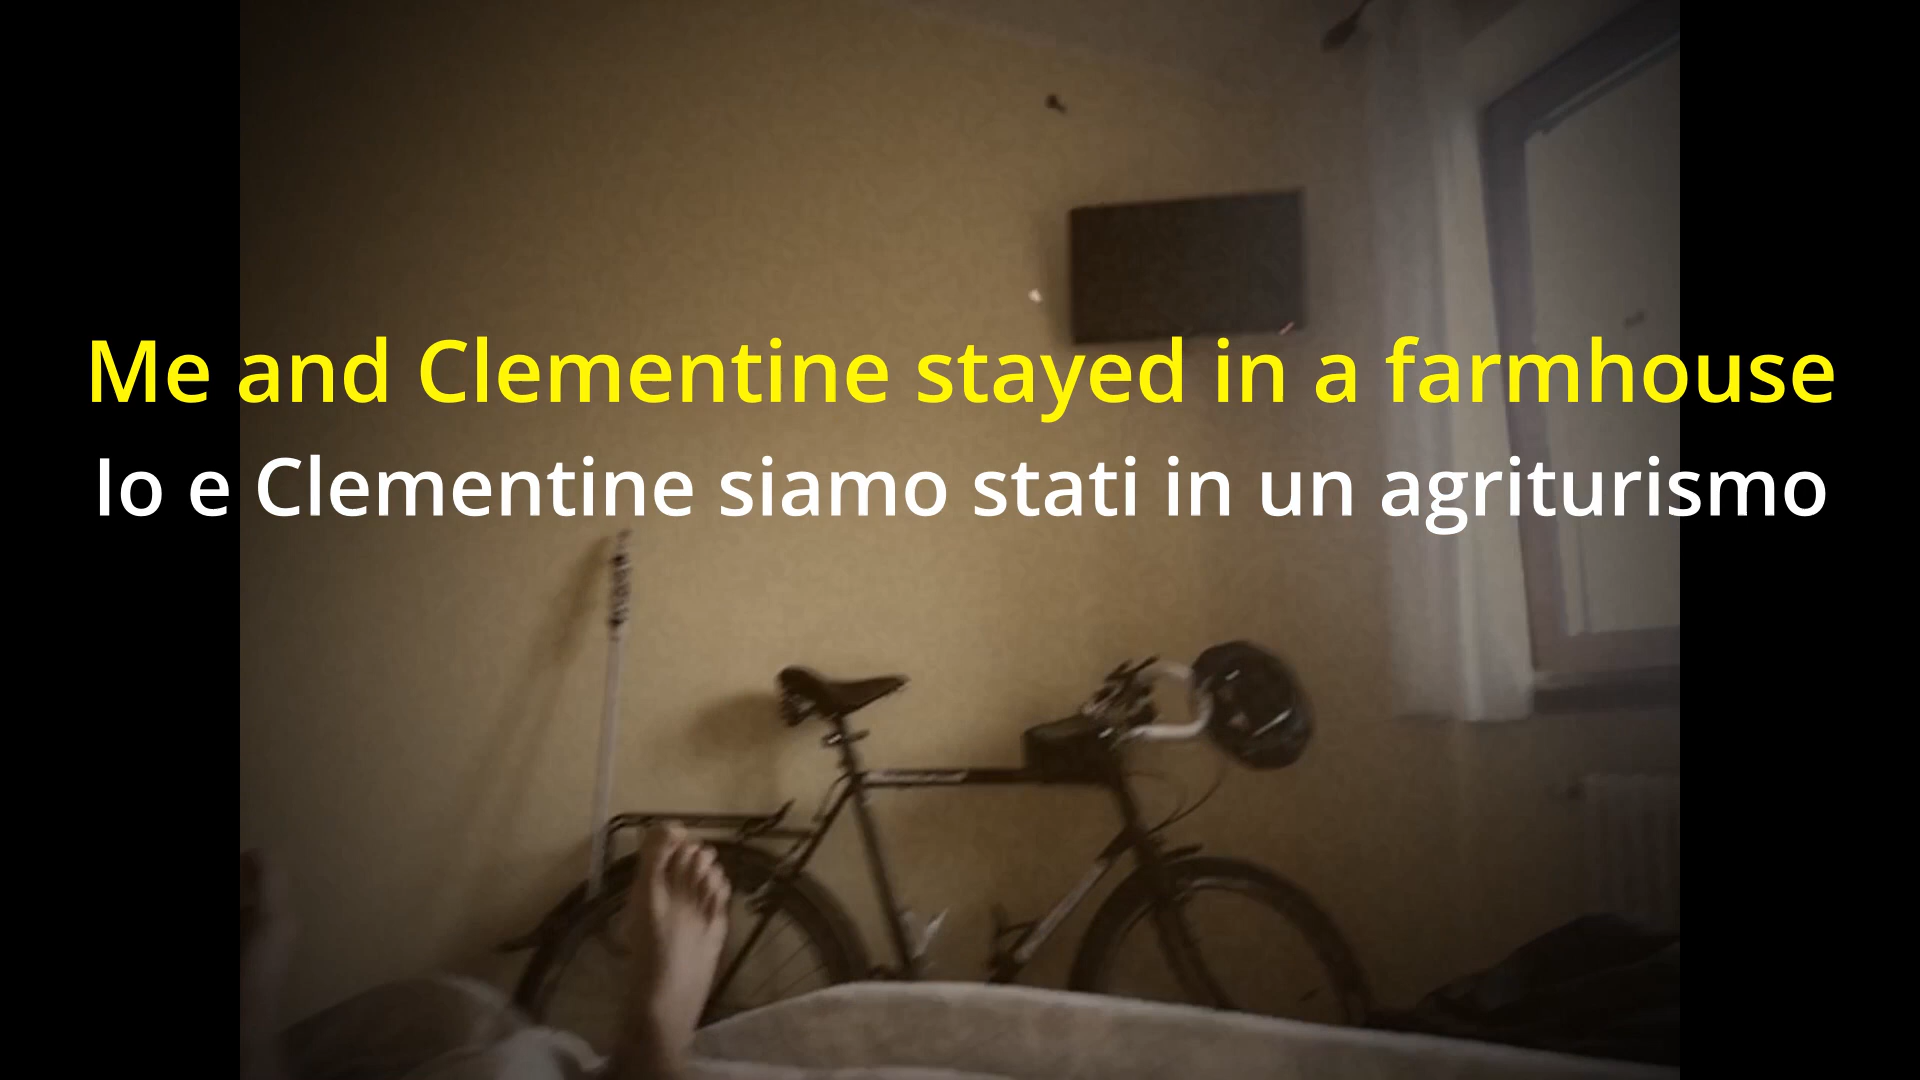 Me and Clementine stayed in a farmhouse
Io e Clementine siamo stati in un agriturismo